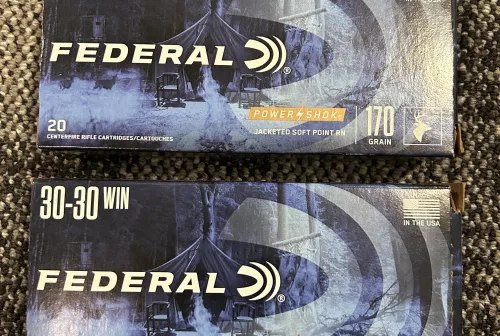 FEDERAL®
POWER SHOK®
JACKETED SOFT POINT RN
170
GRAIN
20
CENTERFIRE RIFLE CARTRIDGES/CARTOUCHES
30-30 WIN
IN THE USA
FEDERAL®